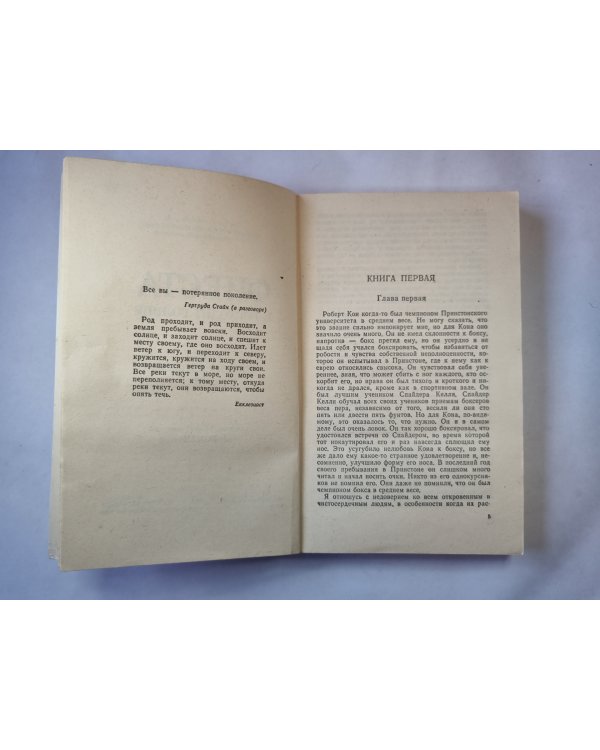 Все вы — потерянное поколение.
Гертруда Стайн (в разговоре)
Род проходит, и род приходит, а
земля пребывает вовеки. Восходит
солнце, и заходит солнце, и спешит к
месту своему, где оно восходит. Идет
ветер к югу, и переходит к северу,
кружится, кружится на ходу своем, и
возвращается ветер на круги свои.
Все реки текут в море, но море не
переполняется; к тому месту, откуда
реки текут, они возвращаются, чтобы
опять течь.
Екклезиаст
КНИГА ПЕРВАЯ
Глава первая
Роберт Кон когда-то был чемпионом Принстонского
университета в среднем весе. Не могу сказать, что
это звание сильно импонирует мне, но для Кона оно
значило очень много. Он не имел склонности к боксу,
напротив — бокс претил ему, но он усердно и не
щадя себя учился боксировать, чтобы избавиться от
робости и чувства собственной неполноценности, ко-
торое он испытывал в Принстоне, где к нему как к
еврею относились свысока. Он чувствовал себя уве-
реннее, зная, что может сбить с ног каждого, кто ос-
корбит его, но нрава он был тихого и кроткого и ни-
когда не дрался, кроме как в спортивном зале. Он
был лучшим учеником Спайдера Келли. Спайдер
Келли обучал всех своих учеников приемам боксеров
веса пера, независимо от того, весили ли они сто
пять или двести пять фунтов. Но для Кона, по-види-
мому, это оказалось то, что нужно. Он и в самом
деле был очень ловок. Он так хорошо боксировал, что
удостоился встречи со Спайдером, во время которой
тот нокаутировал его и раз навсегда сплющил ему
нос. Это усугубило нелюбовь Кона к боксу, но все
же дало ему какое-то странное удовлетворение и, не-
сомненно, улучшило форму его носа. В последний год
своего пребывания в Принстоне он слишком много
читал и начал носить очки. Никто из его однокурсни-
ков не помнил его. Они даже не помнили, что он был
чемпионом бокса в среднем весе.
Я отношусь с недоверием ко всем откровенным и
чистосердечным людям, в особенности когда их рас-
5